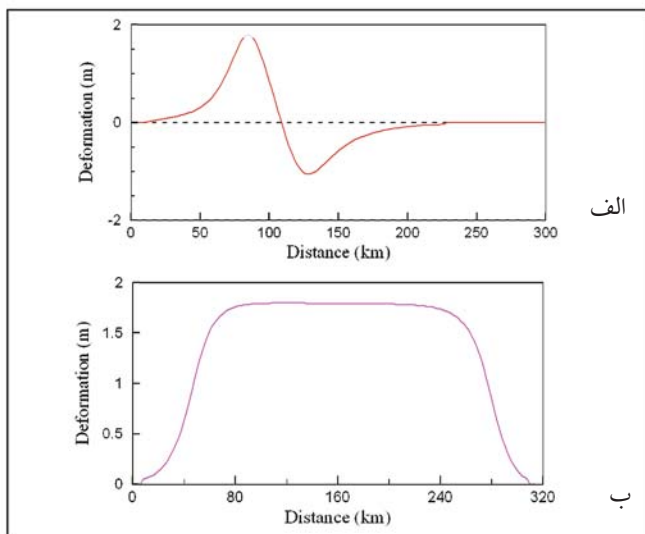 2
0
-2
Deformation (m)
0 50 100 150 200 250 300
Distance (km)
الف
2
1.5
1
0.5
0
Deformation (m)
0 80 160 240 320
Distance (km)
ب